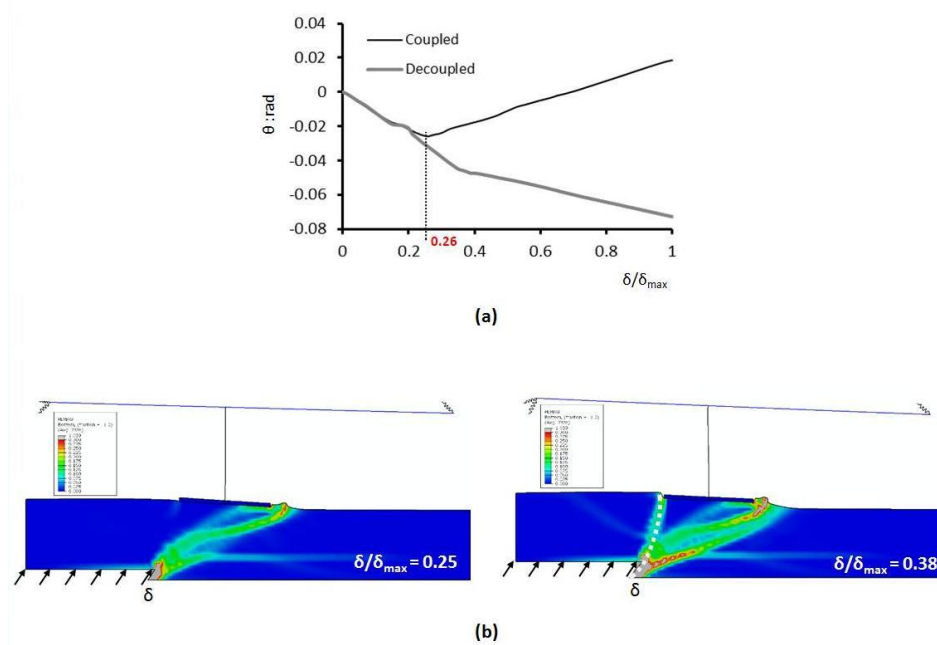 0.04
0.02
0
-0.02
-0.04
-0.06
-0.08
θ :rad
Coupled
Decoupled
0.26
0 0.2 0.4 0.6 0.8 1
δ/δmax
(a)
δ/δmax = 0.25
δ
δ/δmax = 0.38
δ
(b)